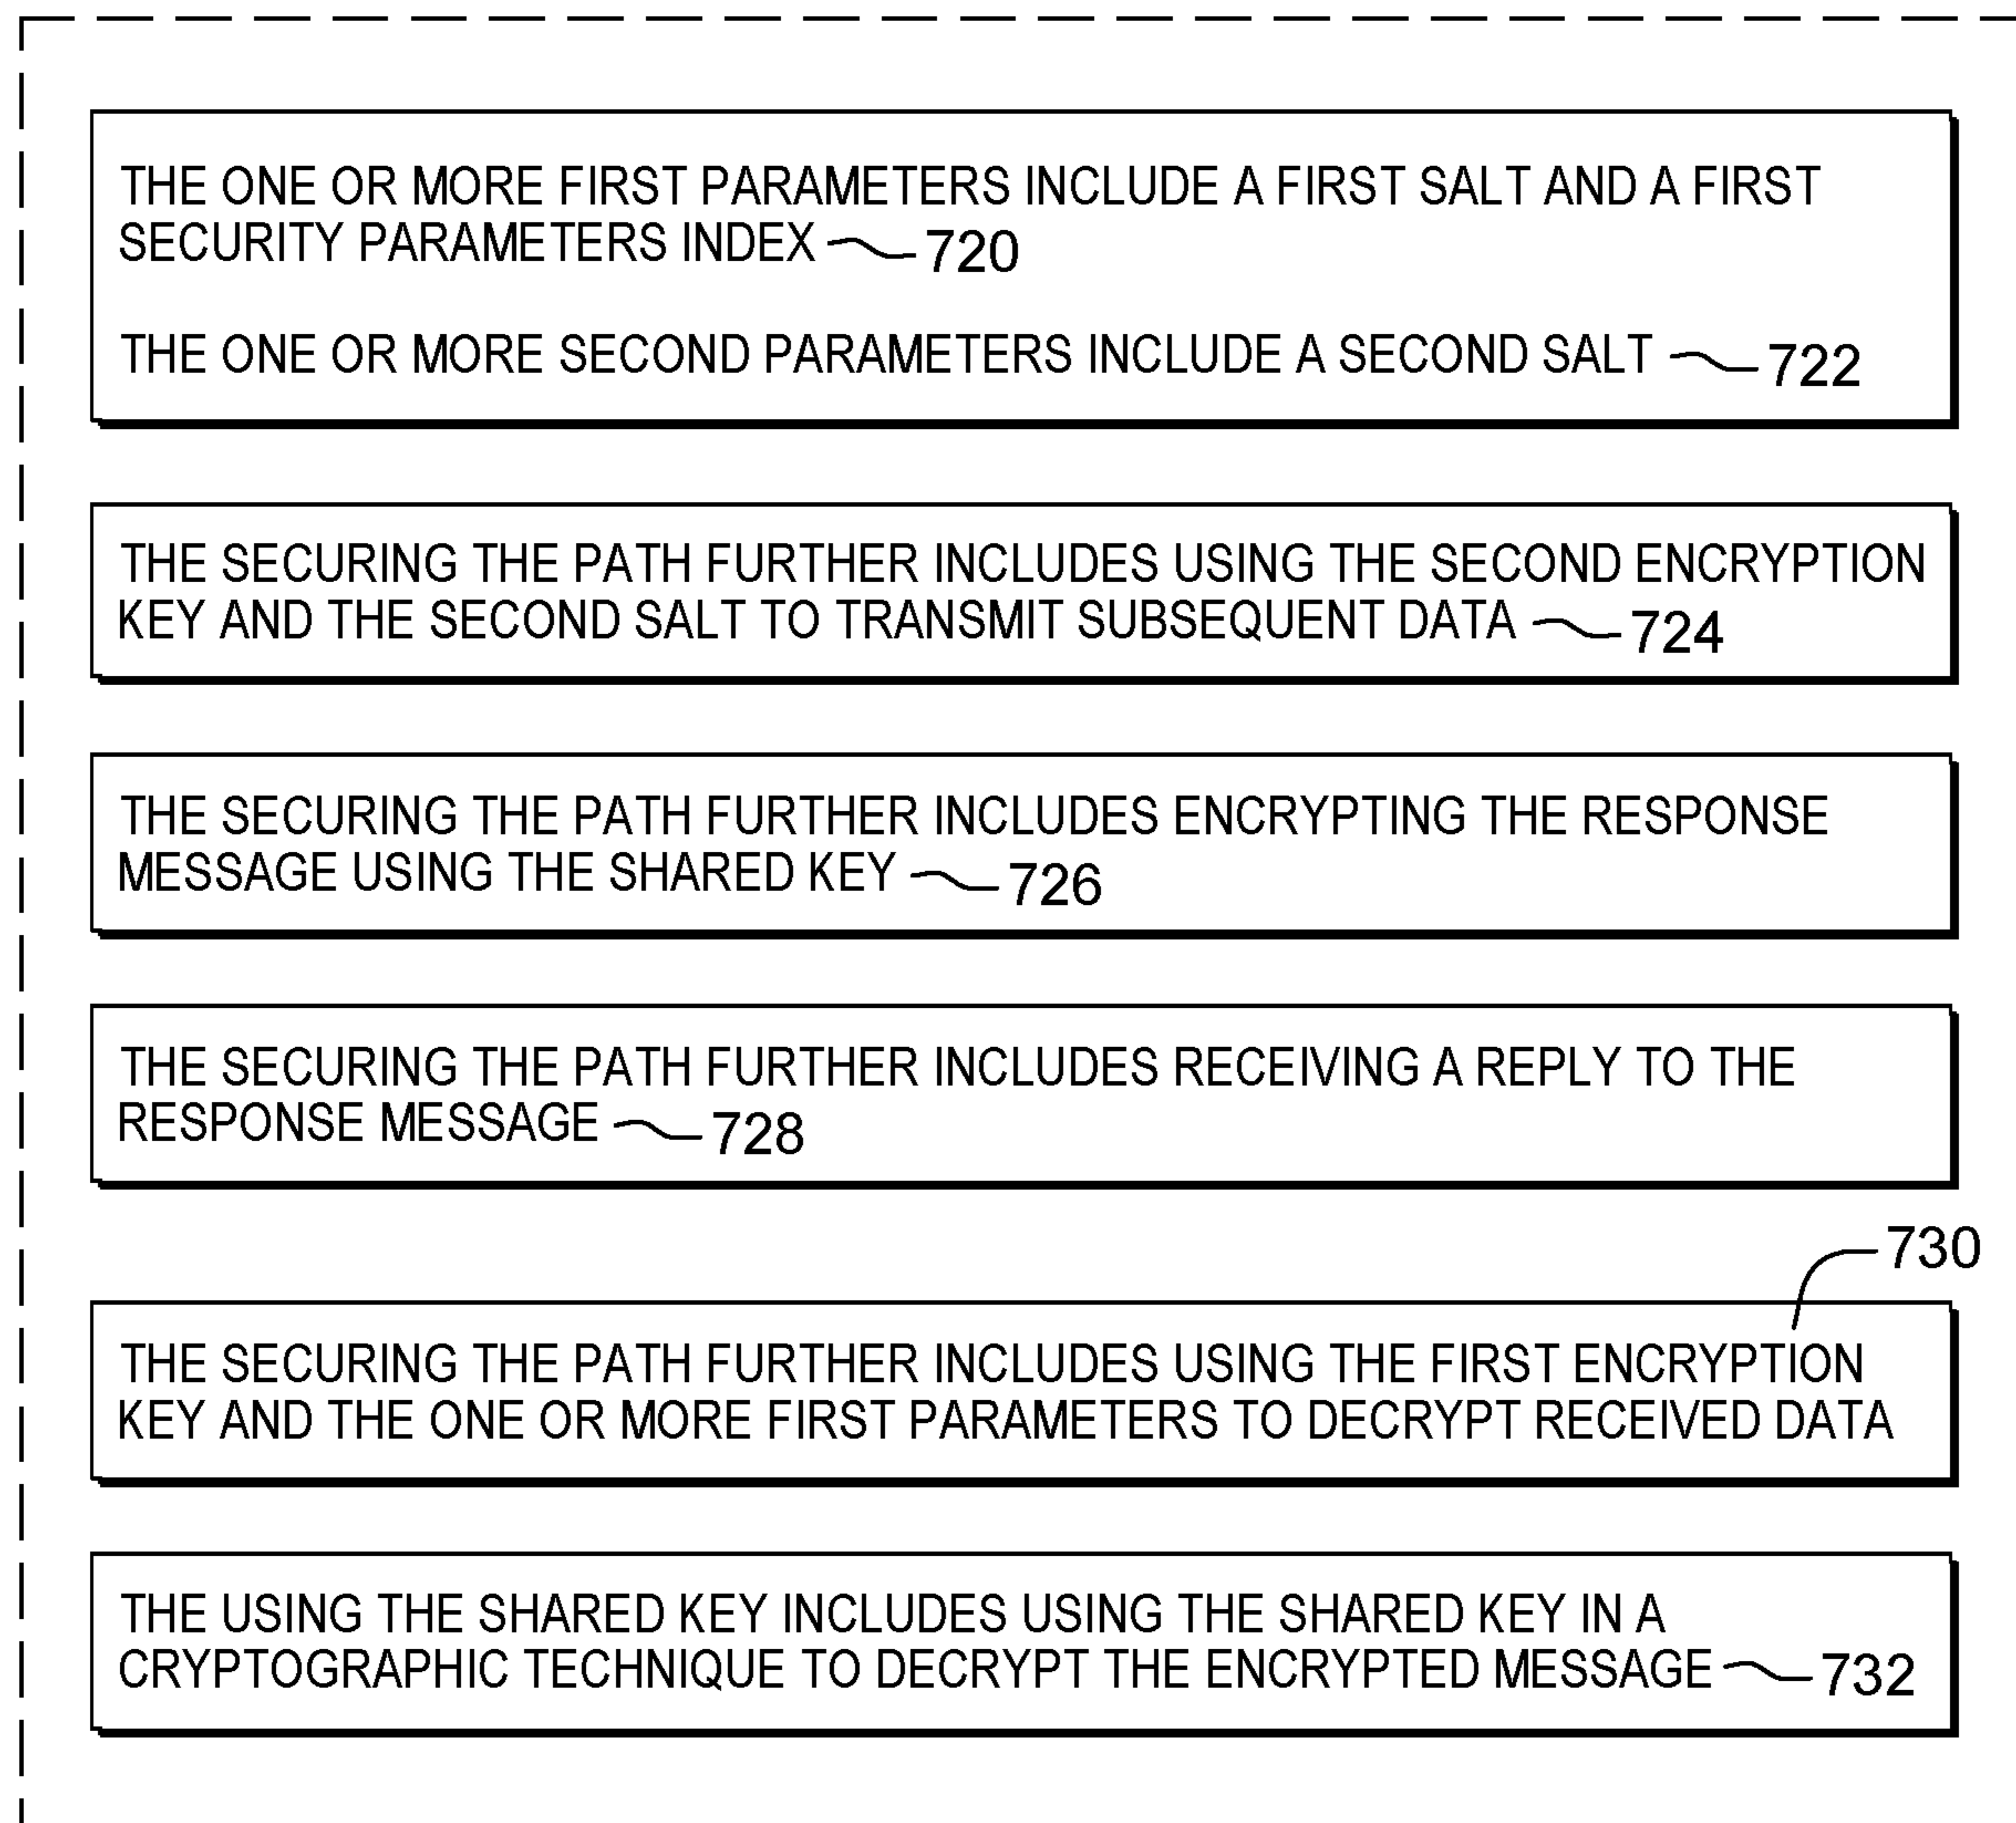 THE ONE OR MORE FIRST PARAMETERS INCLUDE A FIRST SALT AND A FIRST
SECURITY PARAMETERS INDEX 720
THE ONE OR MORE SECOND PARAMETERS INCLUDE A SECOND SALT 722
THE SECURING THE PATH FURTHER INCLUDES USING THE SECOND ENCRYPTION
KEY AND THE SECOND SALT TO TRANSMIT SUBSEQUENT DATA 724
THE SECURING THE PATH FURTHER INCLUDES ENCRYPTING THE RESPONSE
MESSAGE USING THE SHARED KEY 726
THE SECURING THE PATH FURTHER INCLUDES RECEIVING A REPLY TO THE
RESPONSE MESSAGE 728
730
THE SECURING THE PATH FURTHER INCLUDES USING THE FIRST ENCRYPTION
KEY AND THE ONE OR MORE FIRST PARAMETERS TO DECRYPT RECEIVED DATA
THE USING THE SHARED KEY INCLUDES USING THE SHARED KEY IN A
CRYPTOGRAPHIC TECHNIQUE TO DECRYPT THE ENCRYPTED MESSAGE 732